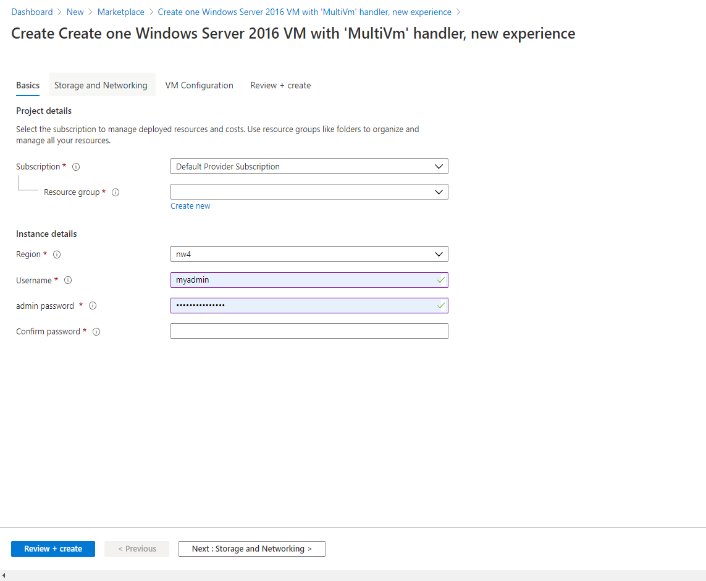 Dashboard > New > Marketplace > Create one Windows Server 2016 VM with 'MultiVm' handler, new experience >
Create Create one Windows Server 2016 VM with 'MultiVm' handler, new experience
Basics Storage and Networking VM Configuration Review + create
Project details
Select the subscription to manage deployed resources and costs. Use resource groups like folders to organize and
manage all your resources.
Subscription * Default Provider Subscription
Resource group *
Create new
Instance details
Region * nw4
Username * myadmin
admin password * •••••••••••••••
Confirm password *
Review + create < Previous Next : Storage and Networking >